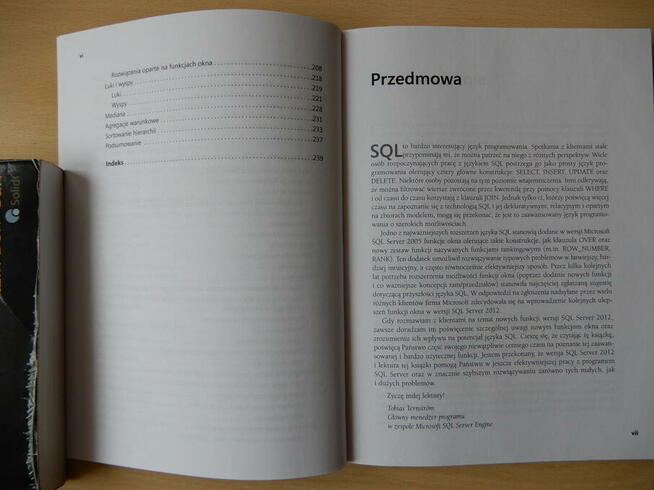 vi
Rozwiązania oparte na funkcjach okna 208
Luki i wyspy 218
Luki 219
Wyspy 221
Mediana 228
Agregacje warunkowe 231
Sortowanie hierarchii 233
Podsumowanie 237
Indeks 239
Solidr
Przedmowa
SQL to bardzo interesujący język programowania. Spotkania z klientami stale
przypominają mi, że można patrzeć na niego z różnych perspektyw. Wiele
osób rozpoczynających pracę z językiem SQL postrzega go jako prosty język pro-
gramowania oferujący cztery główne konstrukcje: SELECT, INSERT, UPDATE oraz
DELETE. Niektóre osoby pozostają na tym poziomie wtajemniczenia. Inni odkrywają,
że można filtrować wiersze zwrócone przez kwerendę przy pomocy klauzuli WHERE
i od czasu do czasu korzystają z klauzuli JOIN. Jednak tylko ci, którzy poświęcą więcej
czasu na zapoznanie się z technologią SQL i jej deklaratywnym, relacyjnym i opartym
na zbiorach modelem, mogą się przekonać, że jest to zaawansowany język programo-
wania o szerokich możliwościach.
Jedno z najważniejszych rozszerzeń języka SQL stanowią dodane w wersji Microsoft
SQL Server 2005 funkcje okna oferujące takie konstrukcje, jak klauzula OVER oraz
nowy zestaw funkcji nazywanych funkcjami rankingowymi (m.in. ROW_NUMBER,
RANK). Ten dodatek umożliwił rozwiązywanie typowych problemów w łatwiejszy, bar-
dziej intuicyjny, a często równocześnie efektywniejszy sposób. Przez kilka kolejnych
lat potrzeba rozszerzenia możliwości funkcji okna (poprzez dodanie nowych funkcji
i co ważniejsze koncepcji ram/przedziałów) stanowiła najczęściej zgłaszaną sugestię
dotyczącą przyszłości języka SQL. W odpowiedzi na zgłoszenia nadsyłane przez wielu
różnych klientów firma Microsoft zdecydowała się na wprowadzenie kolejnych ulep-
szeń funkcji okna w wersji SQL Server 2012.
Gdy rozmawiam z klientami na temat nowych funkcji wersji SQL Server 2012,
zawsze doradzam im poświęcenie szczególnej uwagi nowym funkcjom okna oraz
zrozumieniu ich wpływu na potencjał języka SQL. Cieszę się, że czytając tę książkę,
poświęcą Państwo część swojego niewątpliwie cennego czasu na poznanie tej zaawan-
sowanej i bardzo użytecznej funkcji. Jestem przekonany, że wersja SQL Server 2012
i lektura tej książki pomogą Państwu w jeszcze efektywniejszej pracy z programem
SQL Server oraz w znacznie szybszym rozwiązywaniu zarówno tych małych, jak
i dużych problemów.
Życzę miłej lektury!
Tobias Ternström
Główny menedżer programu
w zespole Microsoft SQL Server Engine
vii